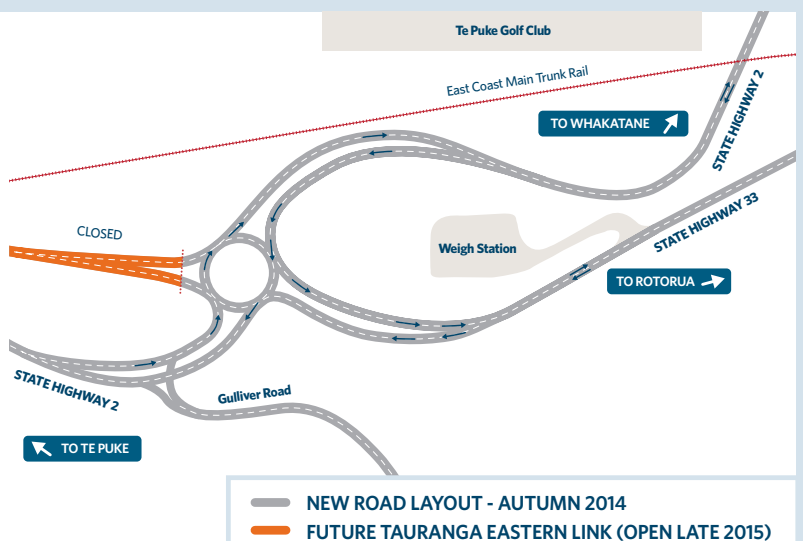 Te Puke Golf Club
East Coast Main Trunk Rail
TO WHAKATANE
STATE HIGHWAY 2
STATE HIGHWAY 33
CLOSED
Weigh Station
TO ROTORUA
STATE HIGHWAY 2
Gulliver Road
TO TE PUKE
NEW ROAD LAYOUT - AUTUMN 2014
FUTURE TAURANGA EASTERN LINK (OPEN LATE 2015)